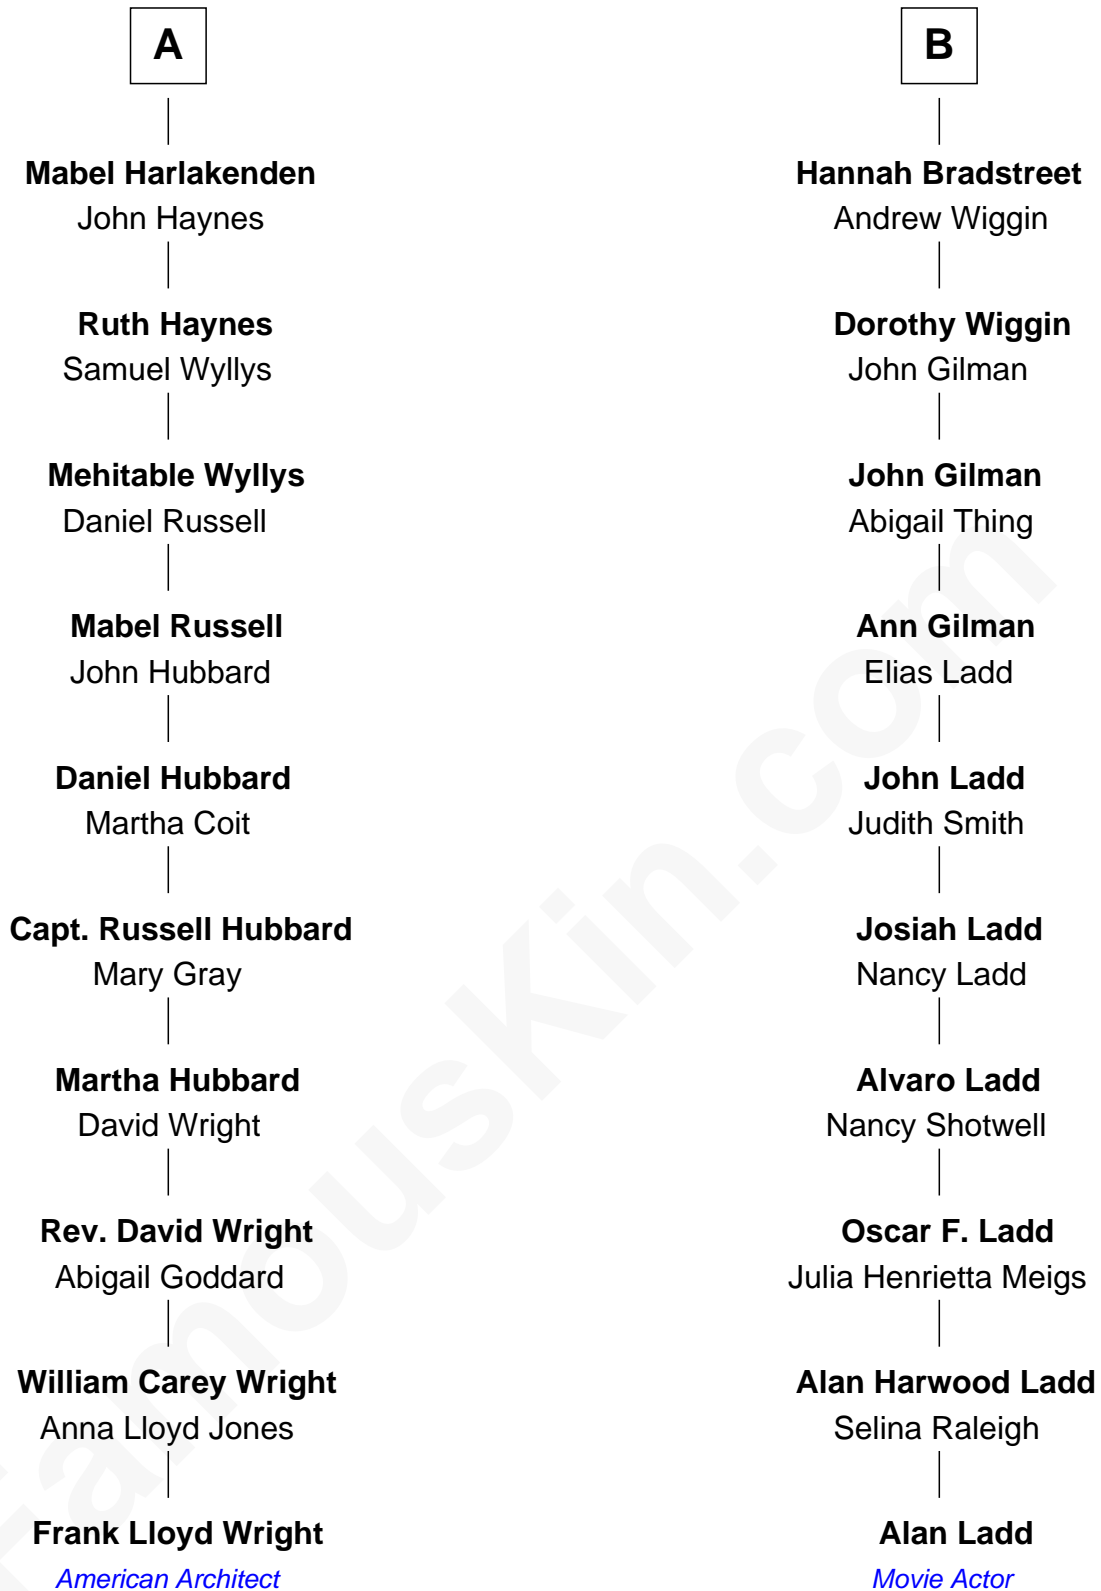 A
Mabel Harlakenden
John Haynes
Ruth Haynes
Samuel Wyllys
Mehitable Wyllys
Daniel Russell
Mabel Russell
John Hubbard
Daniel Hubbard
Martha Coit
Capt. Russell Hubbard
Mary Gray
Martha Hubbard
David Wright
Rev. David Wright
Abigail Goddard
William Carey Wright
Anna Lloyd Jones
Frank Lloyd Wright
American Architect
B
Hannah Bradstreet
Andrew Wiggin
Dorothy Wiggin
John Gilman
John Gilman
Abigail Thing
Ann Gilman
Elias Ladd
John Ladd
Judith Smith
Josiah Ladd
Nancy Ladd
Alvaro Ladd
Nancy Shotwell
Oscar F. Ladd
Julia Henrietta Meigs
Alan Harwood Ladd
Selina Raleigh
Alan Ladd
Movie Actor
FamousKin.com